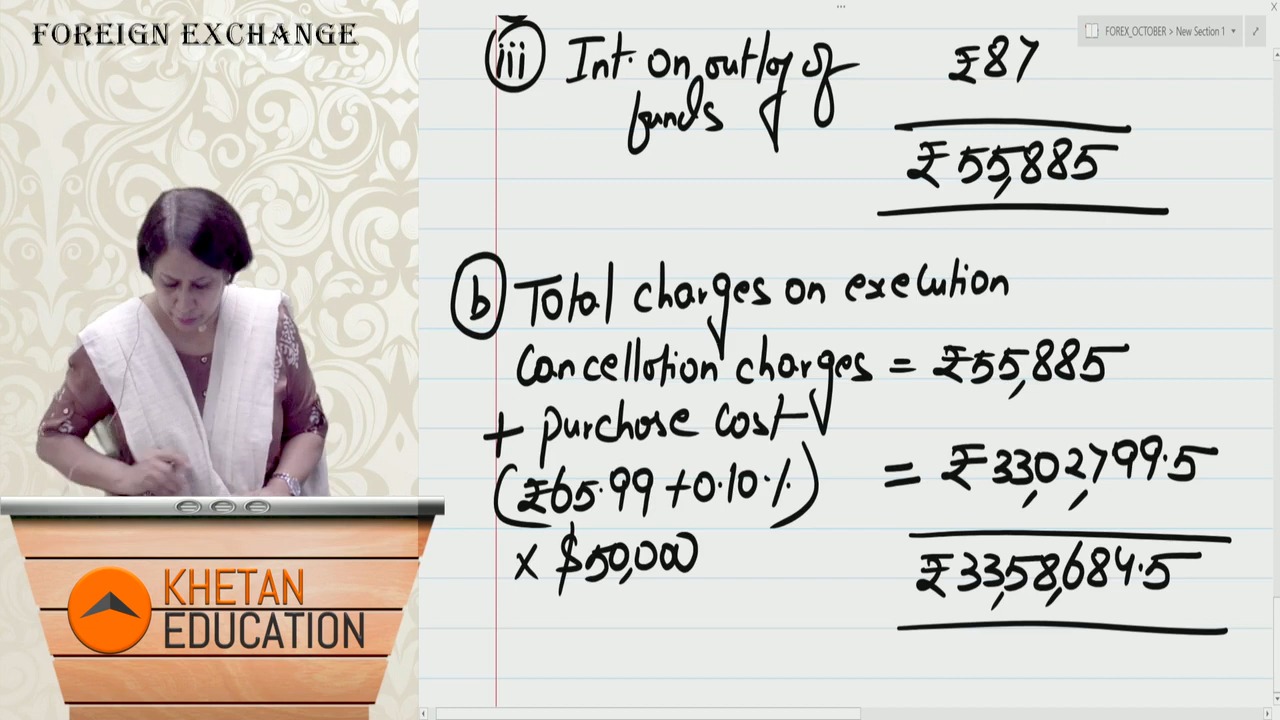 FOREIGN EXCHANGE
FOREX_OCTOBER > New Section 1
iii Int. on outlay of funds ₹87
₹55,885
b Total charges on execution
Cancellation charges = ₹55,885
+ purchase cost
(₹65.99 + 0.10%) = ₹33,02,799.5
x $50,000
₹33,58,684.5
KHETAN
EDUCATION